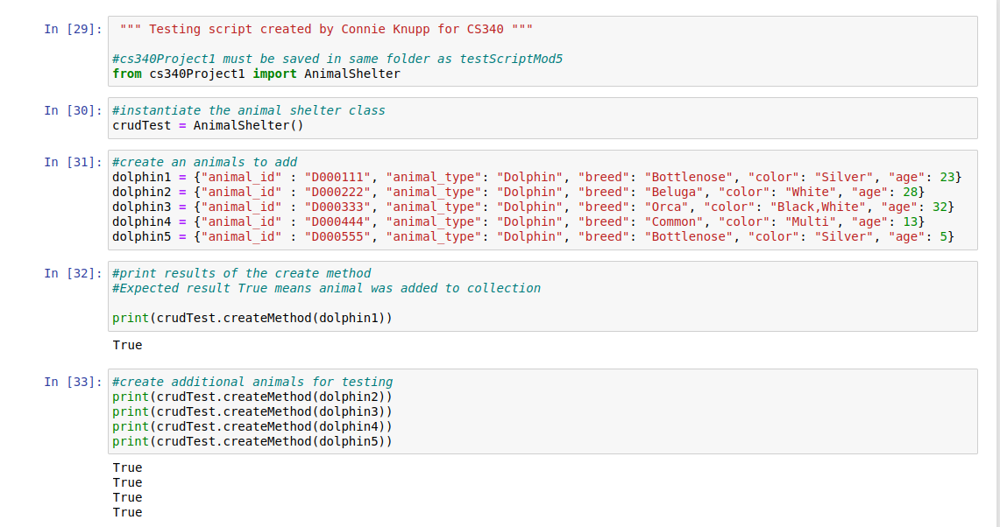 In [29]: """ Testing script created by Connie Knupp for CS340 """
#cs340Project1 must be saved in same folder as testScriptMod5
from cs340Project1 import AnimalShelter
In [30]: #instantiate the animal shelter class
crudTest = AnimalShelter()
In [31]: #create an animals to add
dolphin1 = {"animal_id" : "D000111", "animal_type": "Dolphin", "breed": "Bottlenose", "color": "Silver", "age": 23}
dolphin2 = {"animal_id" : "D000222", "animal_type": "Dolphin", "breed": "Beluga", "color": "White", "age": 28}
dolphin3 = {"animal_id" : "D000333", "animal_type": "Dolphin", "breed": "Orca", "color": "Black,White", "age": 32}
dolphin4 = {"animal_id" : "D000444", "animal_type": "Dolphin", "breed": "Common", "color": "Multi", "age": 13}
dolphin5 = {"animal_id" : "D000555", "animal_type": "Dolphin", "breed": "Bottlenose", "color": "Silver", "age": 5}
In [32]: #print results of the create method
#Expected result True means animal was added to collection
print(crudTest.createMethod(dolphin1))
True
In [33]: #create additional animals for testing
print(crudTest.createMethod(dolphin2))
print(crudTest.createMethod(dolphin3))
print(crudTest.createMethod(dolphin4))
print(crudTest.createMethod(dolphin5))
True
True
True
True